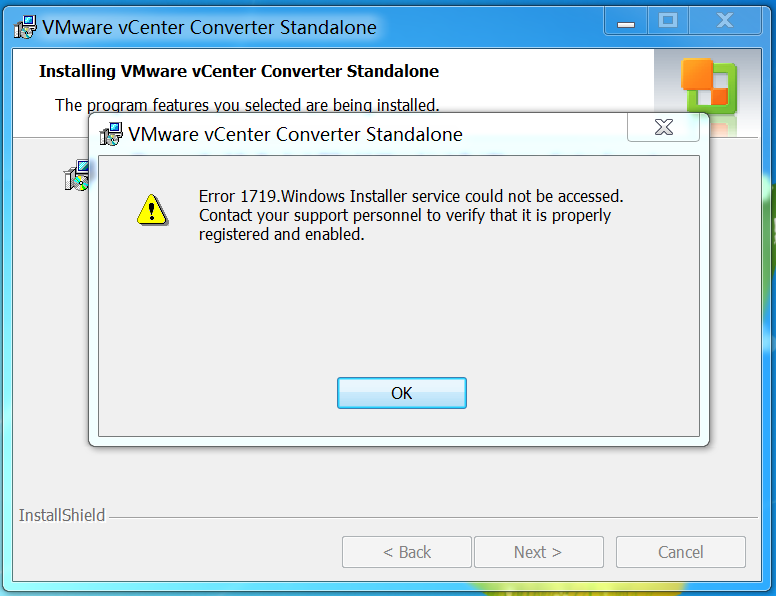 VMware vCenter Converter Standalone
Installing VMware vCenter Converter Standalone
The program features you selected are being installed.
VMware vCenter Converter Standalone
Error 1719.Windows Installer service could not be accessed.
Contact your support personnel to verify that it is properly
registered and enabled.
OK
InstallShield
< Back
Next >
Cancel